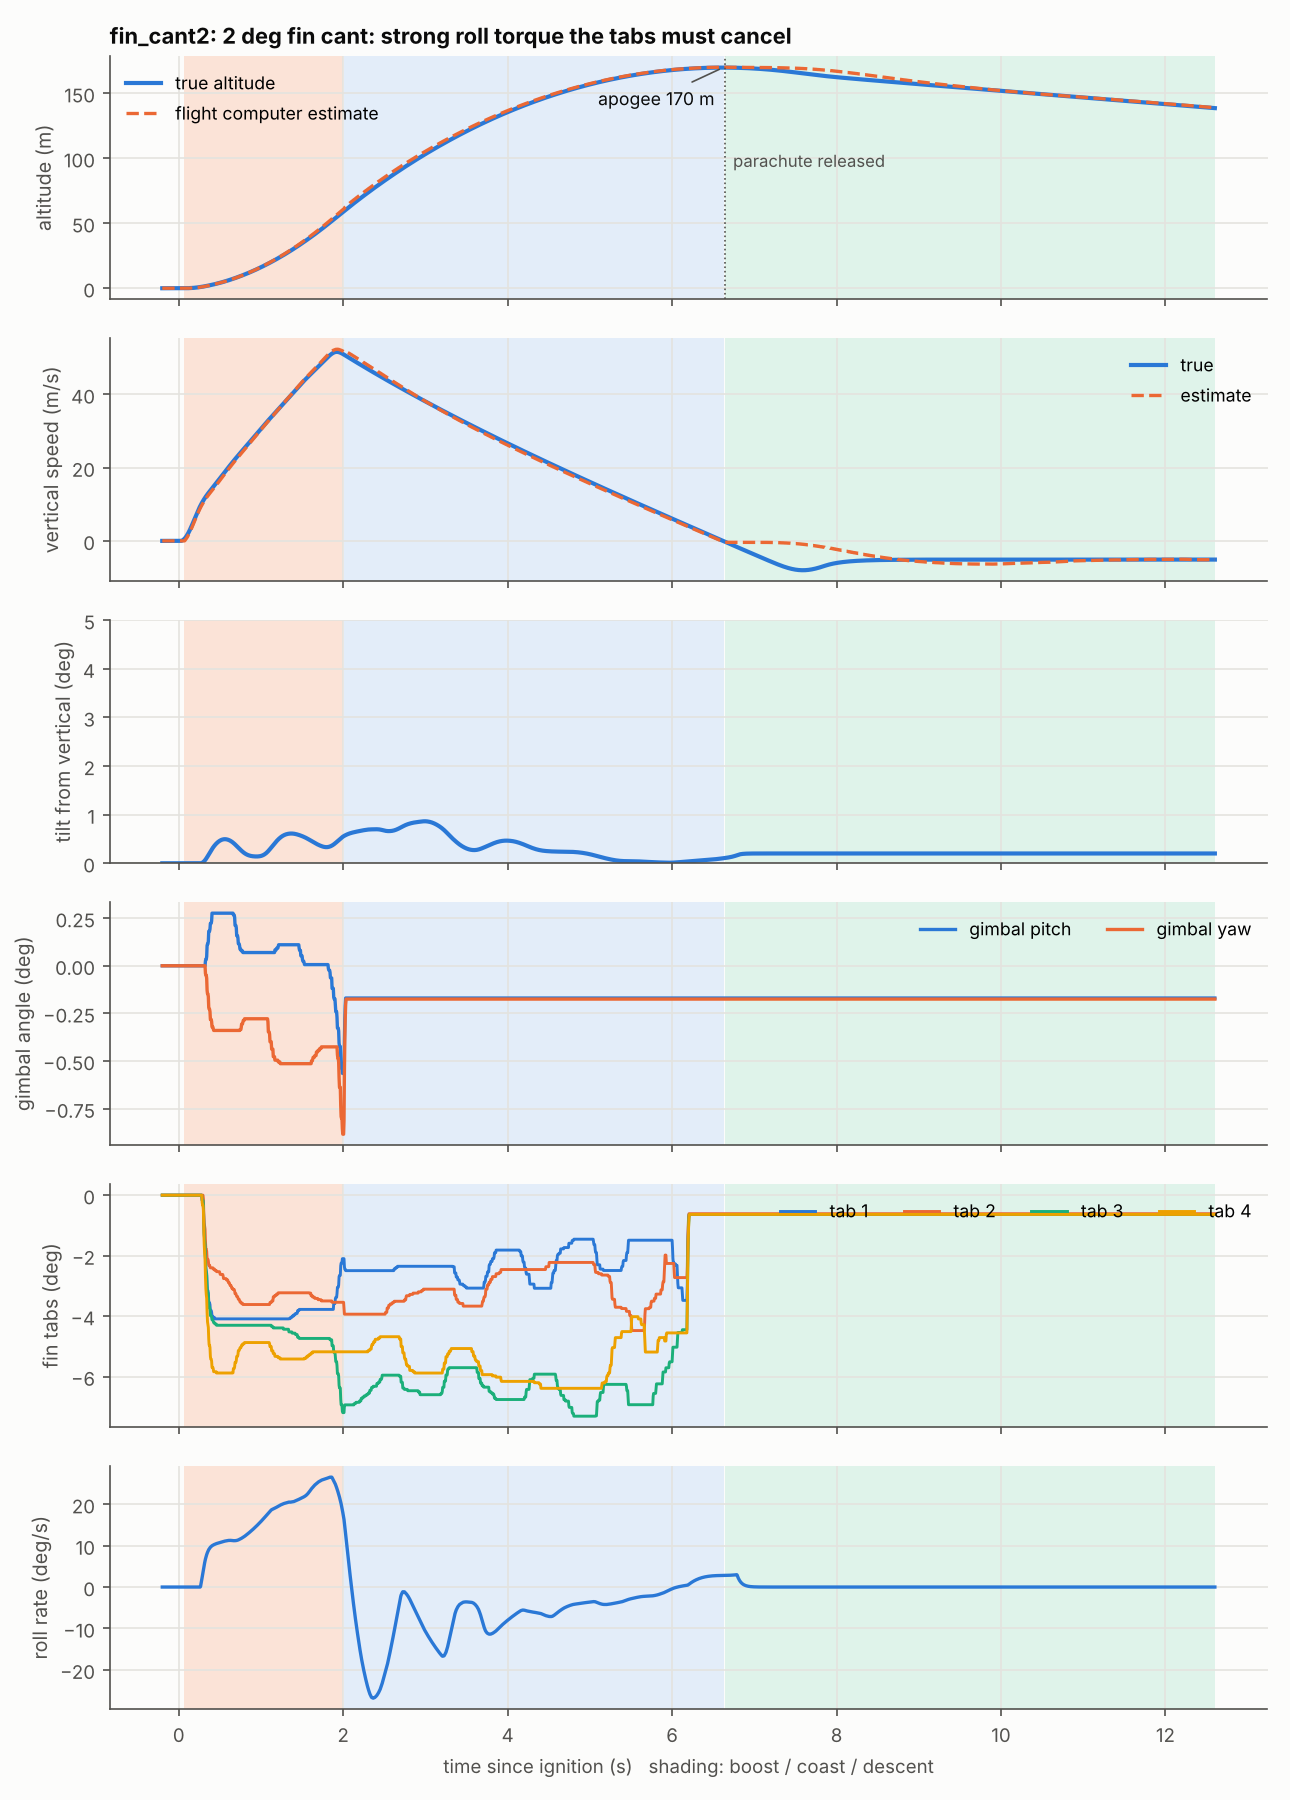 fin_cant2: 2 deg fin cant: strong roll torque the tabs must cancel
true altitude
flight computer estimate
apogee 170 m
parachute released
altitude (m)
150
100
50
0
true
estimate
vertical speed (m/s)
40
20
0
tilt from vertical (deg)
5
4
3
2
1
0
gimbal pitch
gimbal yaw
gimbal angle (deg)
0.25
0.00
−0.25
−0.50
−0.75
tab 1
tab 2
tab 3
tab 4
fin tabs (deg)
0
−2
−4
−6
roll rate (deg/s)
20
10
0
−10
−20
0 2 4 6 8 10 12
time since ignition (s) shading: boost / coast / descent